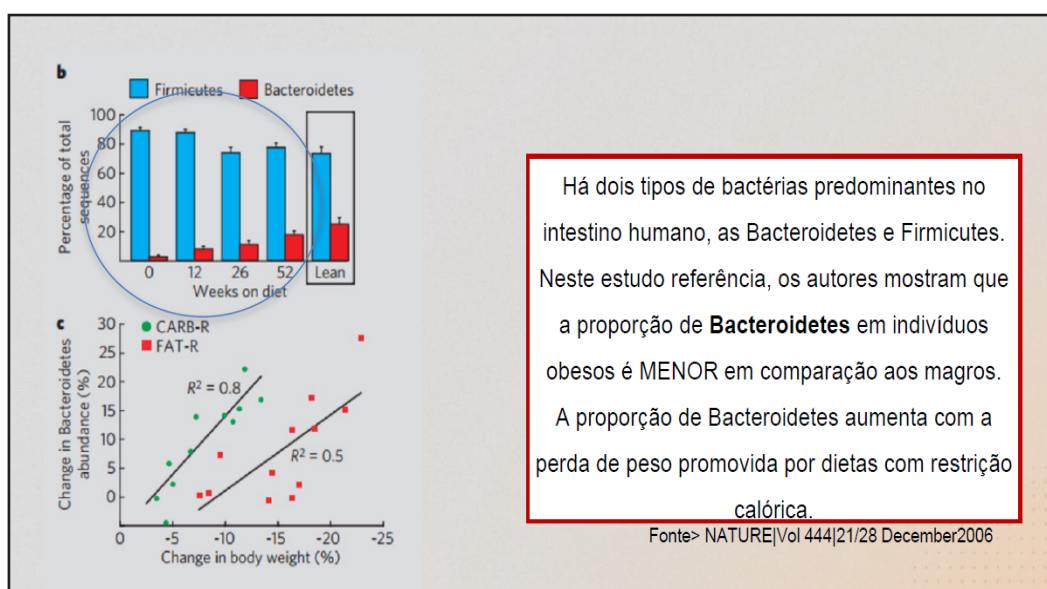 b
Firmicutes Bacteroidetes
Percentage of total
sequences
100
80
60
40
20
0 12 26 52 Lean
Weeks on diet
c
CARB-R
FAT-R
Change in Bacteroidetes
abundance (%)
30
25
20
15
10
5
0
R² = 0.8
R² = 0.5
0 -5 -10 -15 -20 -25
Change in body weight (%)
Há dois tipos de bactérias predominantes no
intestino humano, as Bacteroidetes e Firmicutes.
Neste estudo referência, os autores mostram que
a proporção de Bacteroidetes em indivíduos
obesos é MENOR em comparação aos magros.
A proporção de Bacteroidetes aumenta com a
perda de peso promovida por dietas com restrição
calórica.
Fonte> NATURE|Vol 444|21/28 December2006